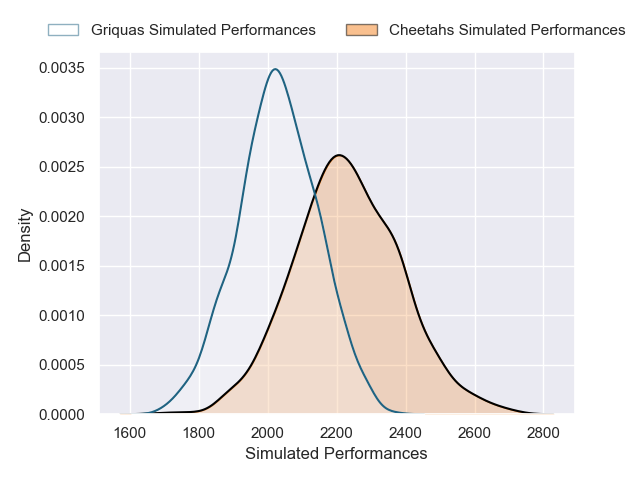 Griquas Simulated Performances Cheetahs Simulated Performances
0.0035
0.0030
0.0025
0.0020
0.0015
0.0010
0.0005
0.0000
Density
1600 1800 2000 2200 2400 2600 2800
Simulated Performances